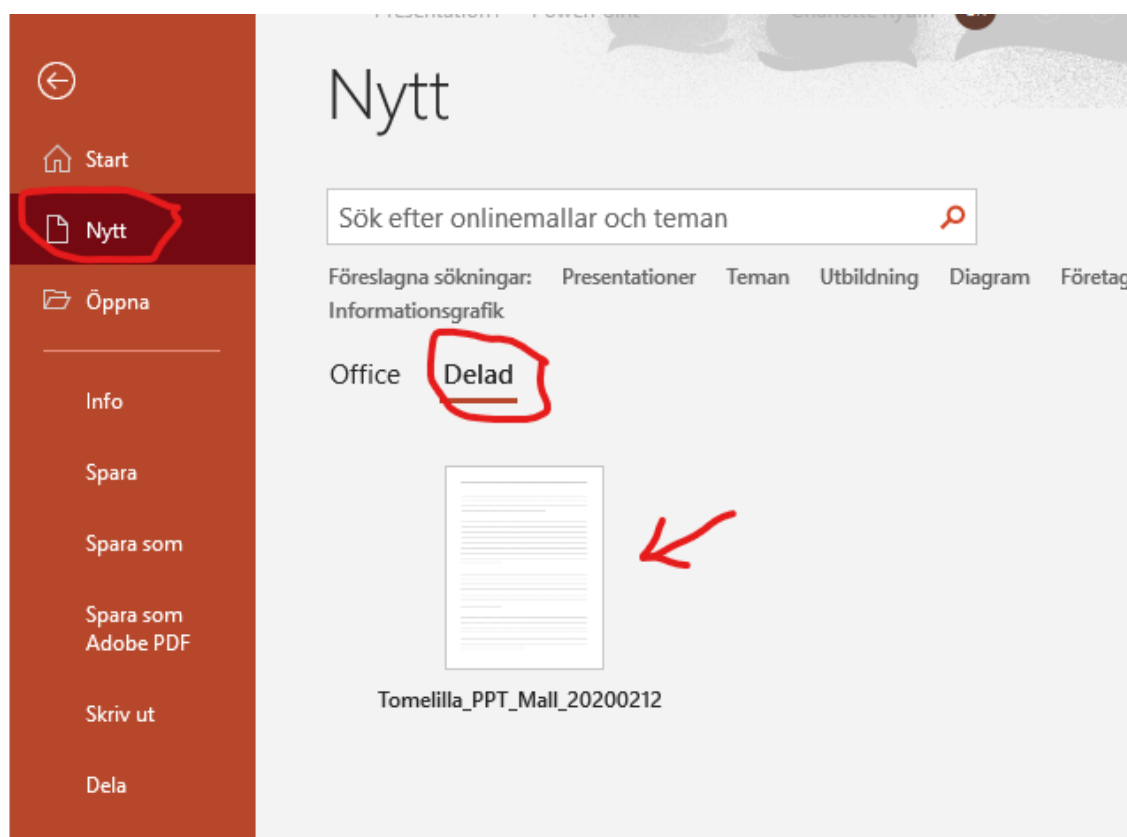 Nytt
Start
Nytt
Öppna
Info
Spara
Spara som
Spara som
Adobe PDF
Skriv ut
Dela
Sök efter onlinemallar och teman
Föreslagna sökningar: Presentationer Teman Utbildning Diagram Företag
Informationsgrafik
Office Delad
Tomelilla_PPT_Mall_20200212